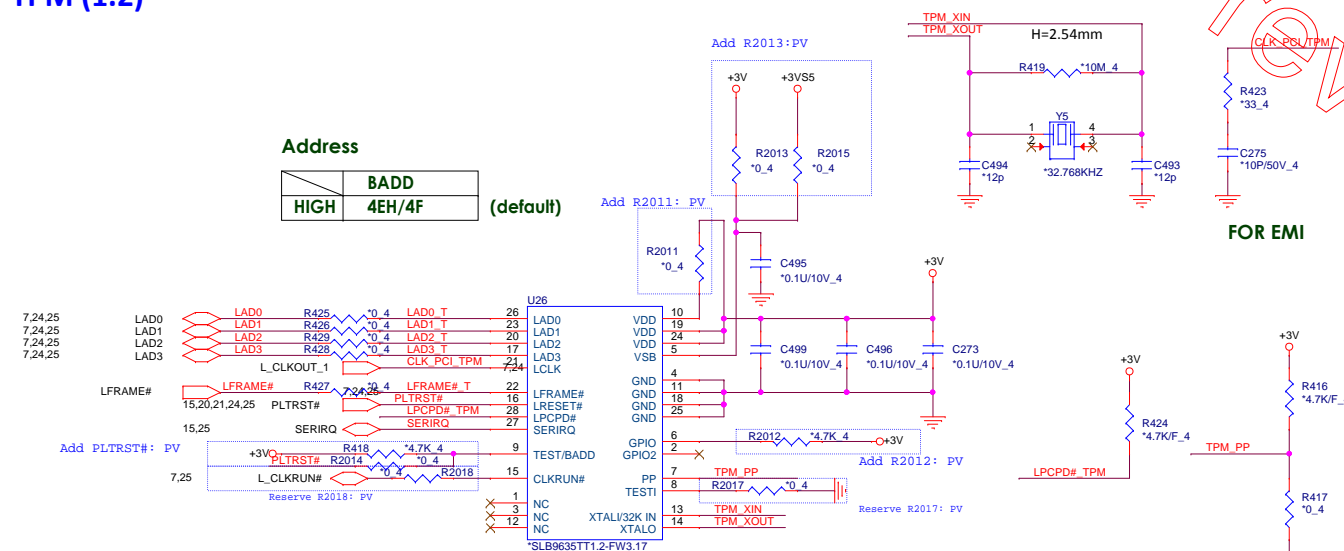 TPM (1.2)
TPM_XIN
TPM_XOUT
H=2.54mm
R419
*10M_4
Y5
1
4
2
3
*32.768KHZ
C494
*12p
C493
*12p
CLK_PCI_TPM
R423
*33_4
C275
*10P/50V_4
FOR EMI
Add R2013:PV
+3V
+3VS5
R2013
*0_4
R2015
*0_4
Address
BADD
HIGH 4EH/4F (default)
Add R2011: PV
R2011
*0_4
C495
*0.1U/10V_4
+3V
C499
*0.1U/10V_4
C496
*0.1U/10V_4
C273
*0.1U/10V_4
U26
7,24,25 LAD0 LAD0 R425 *0_4 LAD0_T 26 LAD0
7,24,25 LAD1 LAD1 R426 *0_4 LAD1_T 23 LAD1
7,24,25 LAD2 LAD2 R429 *0_4 LAD2_T 20 LAD2
7,24,25 LAD3 LAD3 R428 *0_4 LAD3_T 17 LAD3
L_CLKOUT_1 7,24 CLK_PCI_TPM 21 LCLK
LFRAME# LFRAME# R427 *0_4 LFRAME#_T 22 LFRAME#
7,24,25
15,20,21,24,25 PLTRST# PLTRST# 16 LRESET#
LPCPD#_TPM 28 LPCPD#
15,25 SERIRQ SERIRQ 27 SERIRQ
Add PLTRST#: PV
+3V R418 *4.7K_4 9 TEST/BADD
PLTRST# R2014 *0_4
7,25 L_CLKRUN# *0_4 R2018 15 CLKRUN#
Reserve R2018: PV
1 NC
3 NC
12 NC
VDD 10
VDD 19
VDD 24
VSB 5
GND 4
GND 11
GND 18
GND 25
GPIO 6 R2012 *4.7K_4 +3V
GPIO2 2
Add R2012: PV
PP 7 TPM_PP
TESTI 8 R2017 *0_4
Reserve R2017: PV
XTALI/32K IN 13 TPM_XIN
XTALO 14 TPM_XOUT
*SLB9635TT1.2-FW3.17
+3V
R424
*4.7K/F_4
LPCPD#_TPM
+3V
R416
*4.7K/F_
TPM_PP
R417
*0_4